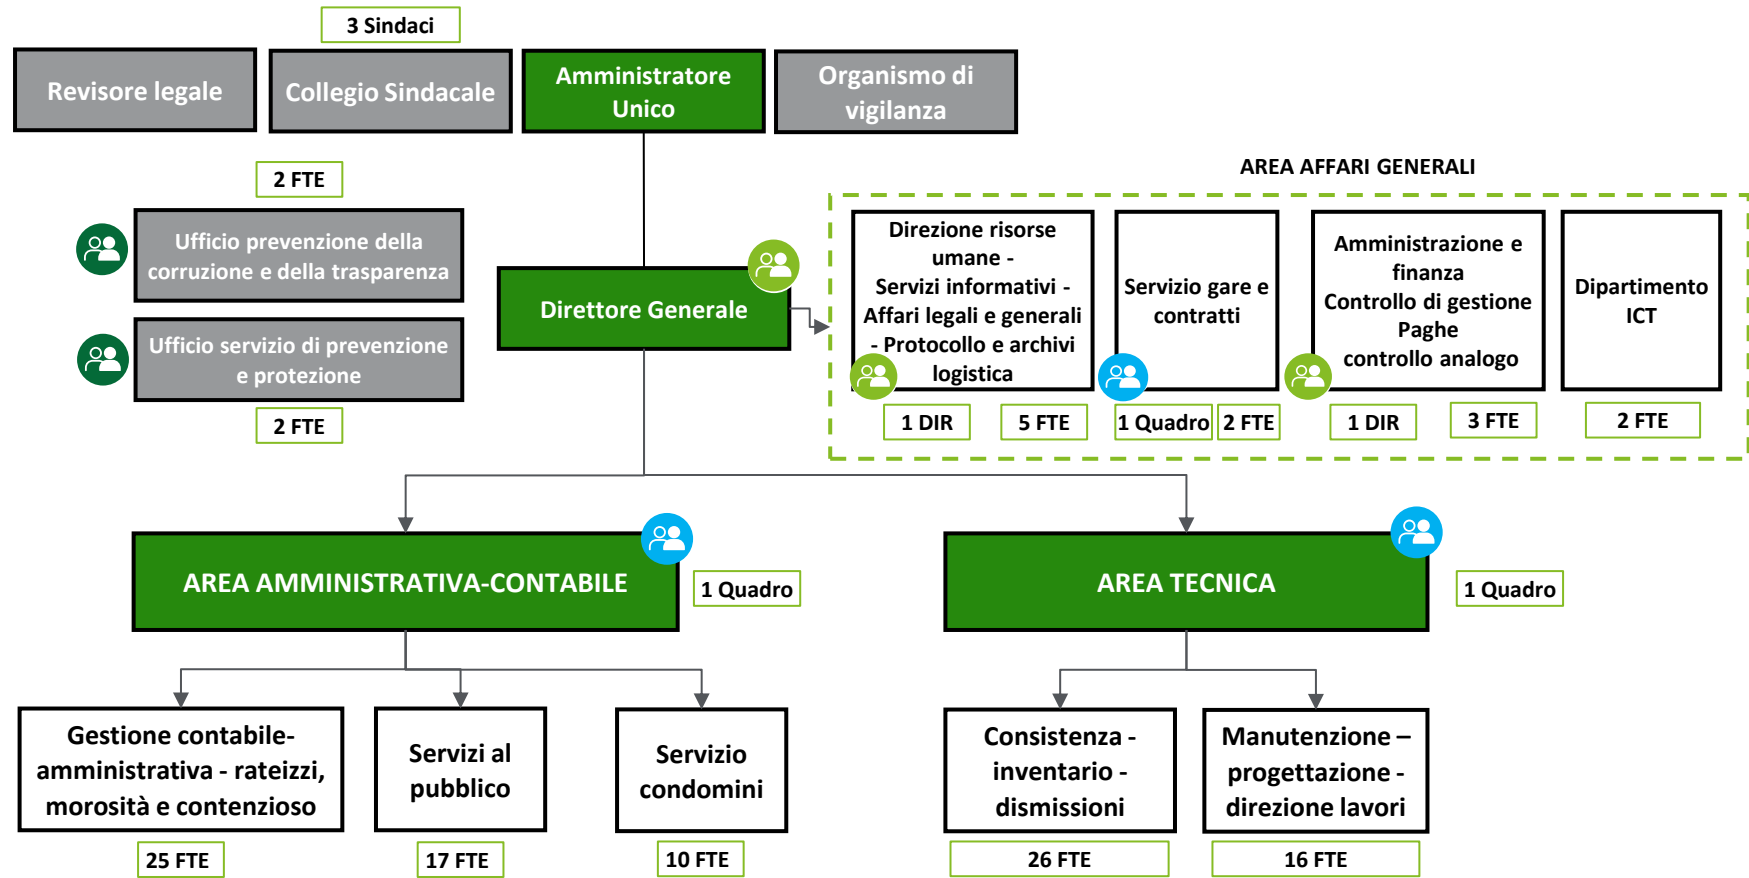 3 Sindaci
Revisore legale
Collegio Sindacale
Amministratore
Unico
Organismo di
vigilanza
2 FTE
Ufficio prevenzione della
corruzione e della trasparenza
Ufficio servizio di prevenzione
e protezione
2 FTE
Direttore Generale
AREA AFFARI GENERALI
Direzione risorse
umane -
Servizi informativi -
Affari legali e generali
- Protocollo e archivi
logistica
1 DIR
5 FTE
Servizio gare e
contratti
1 Quadro
2 FTE
Amministrazione e
finanza
Controllo di gestione
Paghe
controllo analogo
1 DIR
3 FTE
Dipartimento
ICT
2 FTE
AREA AMMINISTRATIVA-CONTABILE
1 Quadro
AREA TECNICA
1 Quadro
Gestione contabile-
amministrativa - rateizzi,
morosità e contenzioso
25 FTE
Servizi al
pubblico
17 FTE
Servizio
condomini
10 FTE
Consistenza -
inventario -
dismissioni
26 FTE
Manutenzione –
progettazione -
direzione lavori
16 FTE